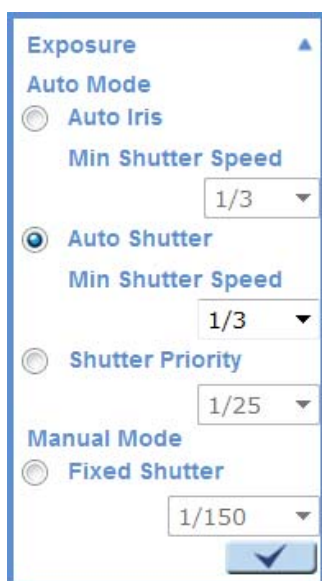 Exposure
Auto Mode
Auto Iris
Min Shutter Speed
1/3
Auto Shutter
Min Shutter Speed
1/3
Shutter Priority
1/25
Manual Mode
Fixed Shutter
1/150